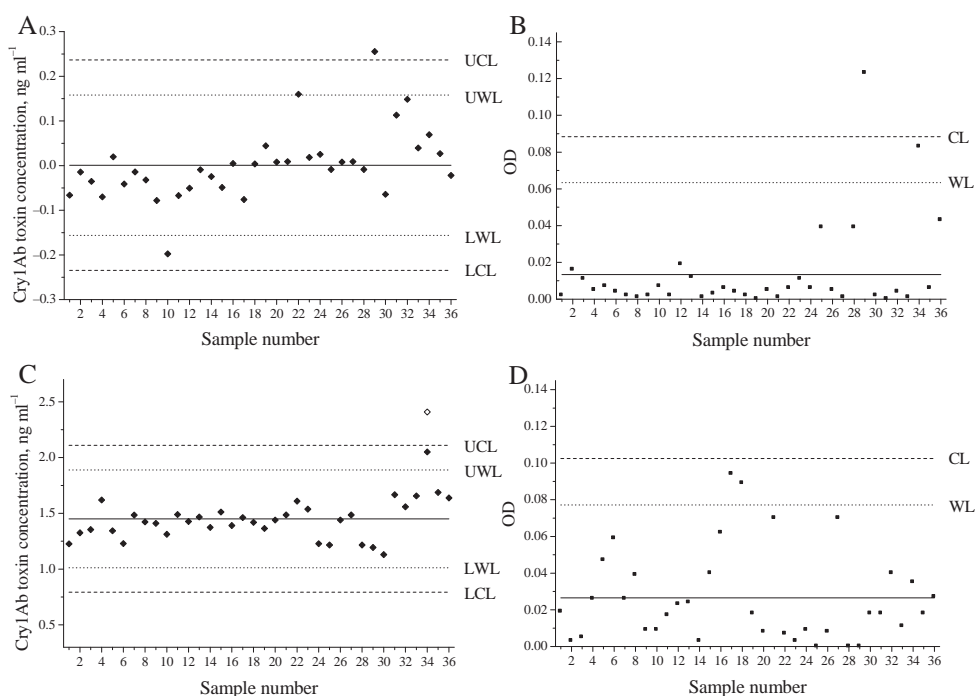 A
Cry1Ab toxin concentration, ng ml⁻¹
0.3
0.2
0.1
0.0
–0.1
–0.2
–0.3
UCL
UWL
LWL
LCL
2 4 6 8 10 12 14 16 18 20 22 24 26 28 30 32 34 36
Sample number
B
OD
0.14
0.12
0.10
0.08
0.06
0.04
0.02
0.00
CL
WL
2 4 6 8 10 12 14 16 18 20 22 24 26 28 30 32 34 36
Sample number
C
Cry1Ab toxin concentration, ng ml⁻¹
2.5
2.0
1.5
1.0
0.5
UCL
UWL
LWL
LCL
2 4 6 8 10 12 14 16 18 20 22 24 26 28 30 32 34 36
Sample number
D
OD
0.14
0.12
0.10
0.08
0.06
0.04
0.02
0.00
CL
WL
2 4 6 8 10 12 14 16 18 20 22 24 26 28 30 32 34 36
Sample number